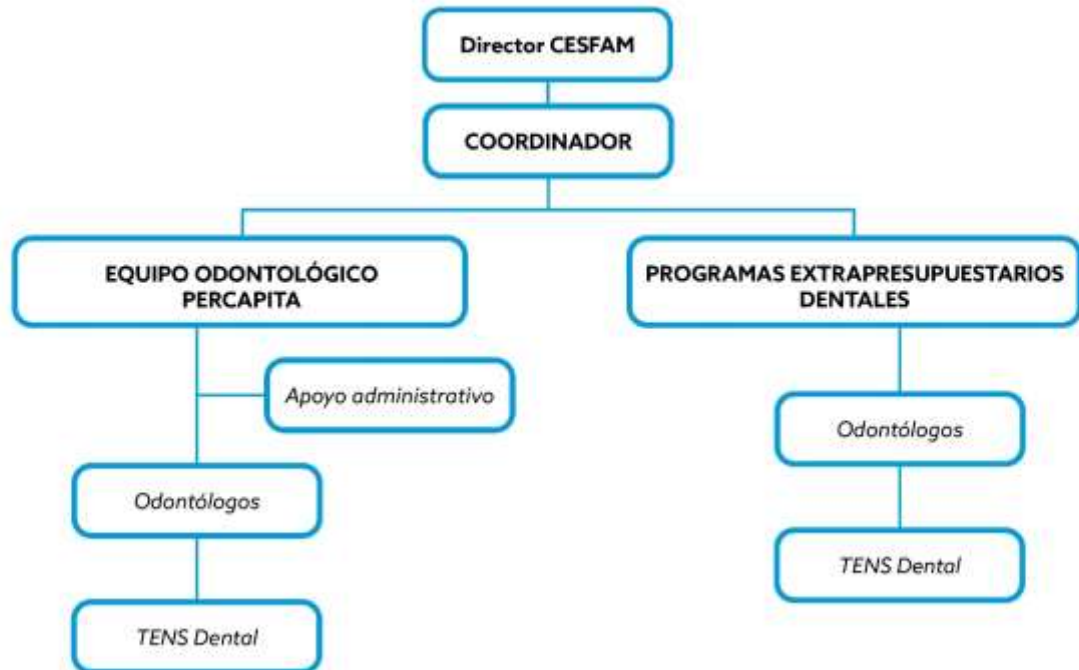 Director CESFAM
COORDINADOR
EQUIPO ODONTOLÓGICO
PERCAPITA
Apoyo administrativo
Odontólogos
TENS Dental
PROGRAMAS EXTRAPRESUPUESTARIOS
DENTALES
Odontólogos
TENS Dental